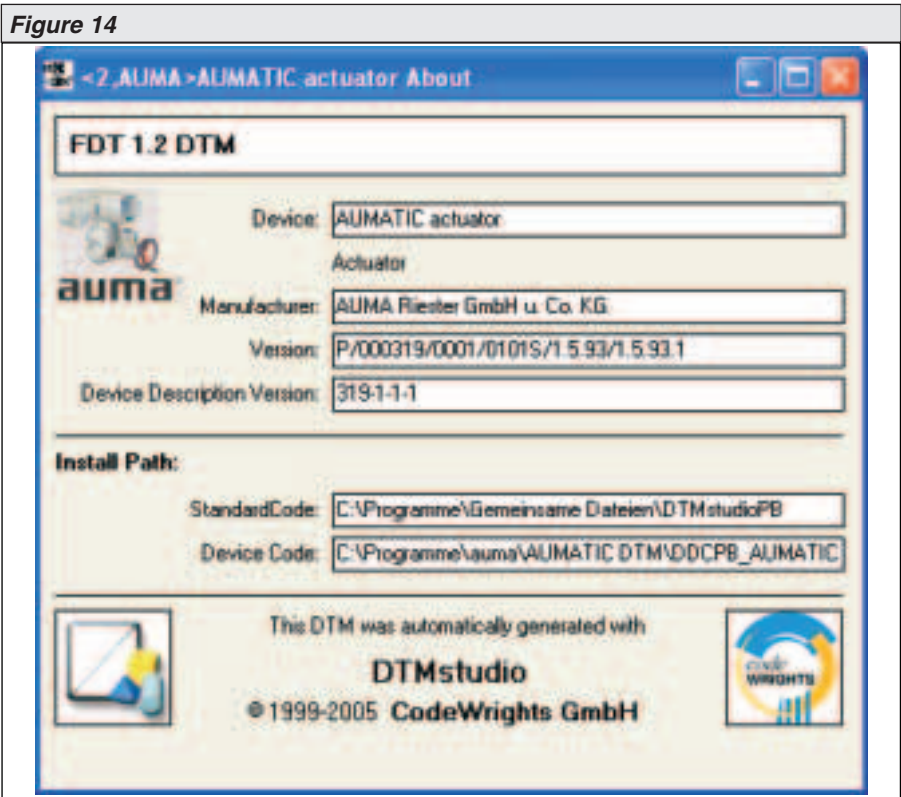 Figure 14
<2,AUMA>AUMATIC actuator About
FDT 1.2 DTM
Device: AUMATIC actuator
Actuator
auma
Manufacturer: AUMA Riester GmbH u. Co. KG
Version: P/000319/0001/0101S/1.5.93/1.5.93.1
Device Description Version: 319-1-1-1
Install Path:
StandardCode: C:\Programme\Gemeinsame Dateien\DTMstudioPB
Device Code: C:\Programme\auma\AUMATIC DTM\DDCPB_AUMATIC
This DTM was automatically generated with
DTMstudio
© 1999-2005 CodeWrights GmbH
code
WRIGHTS